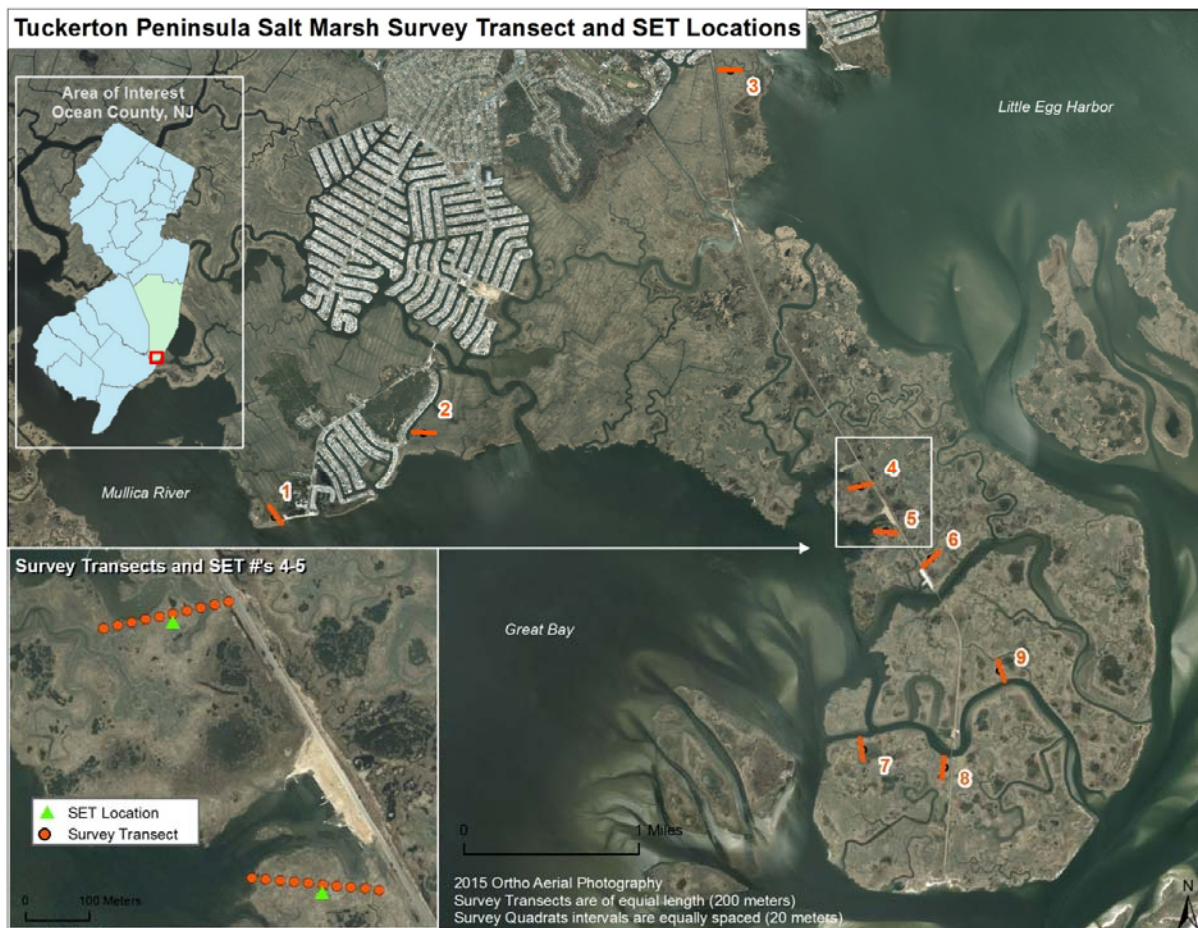 Tuckerton Peninsula Salt Marsh Survey Transect and SET Locations
Area of Interest
Ocean County, NJ
Little Egg Harbor
3
2
1
Mullica River
4
5
6
Survey Transects and SET #'s 4-5
Great Bay
9
7
8
SET Location
Survey Transect
0 100 Meters
0 1 Miles
2015 Ortho Aerial Photography
Survey Transects are of equial length (200 meters)
Survey Quadrats intervals are equally spaced (20 meters)
N